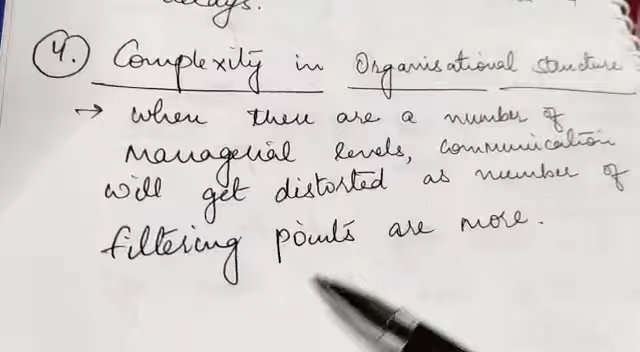 delays.
4. Complexity in Organisational structure
→ when there are a number of
Managerial levels, communication
will get distorted as number of
filtering points are more.